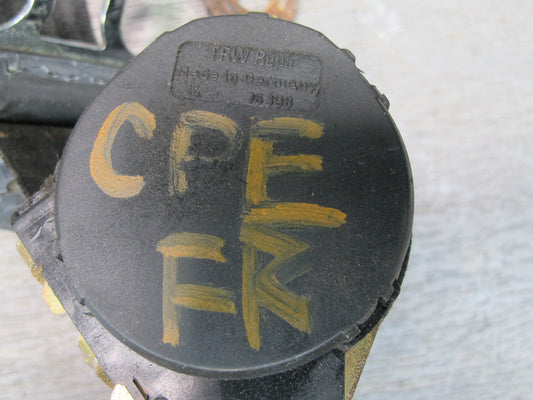 TRW Repa
Made in Germany
CPE
FR